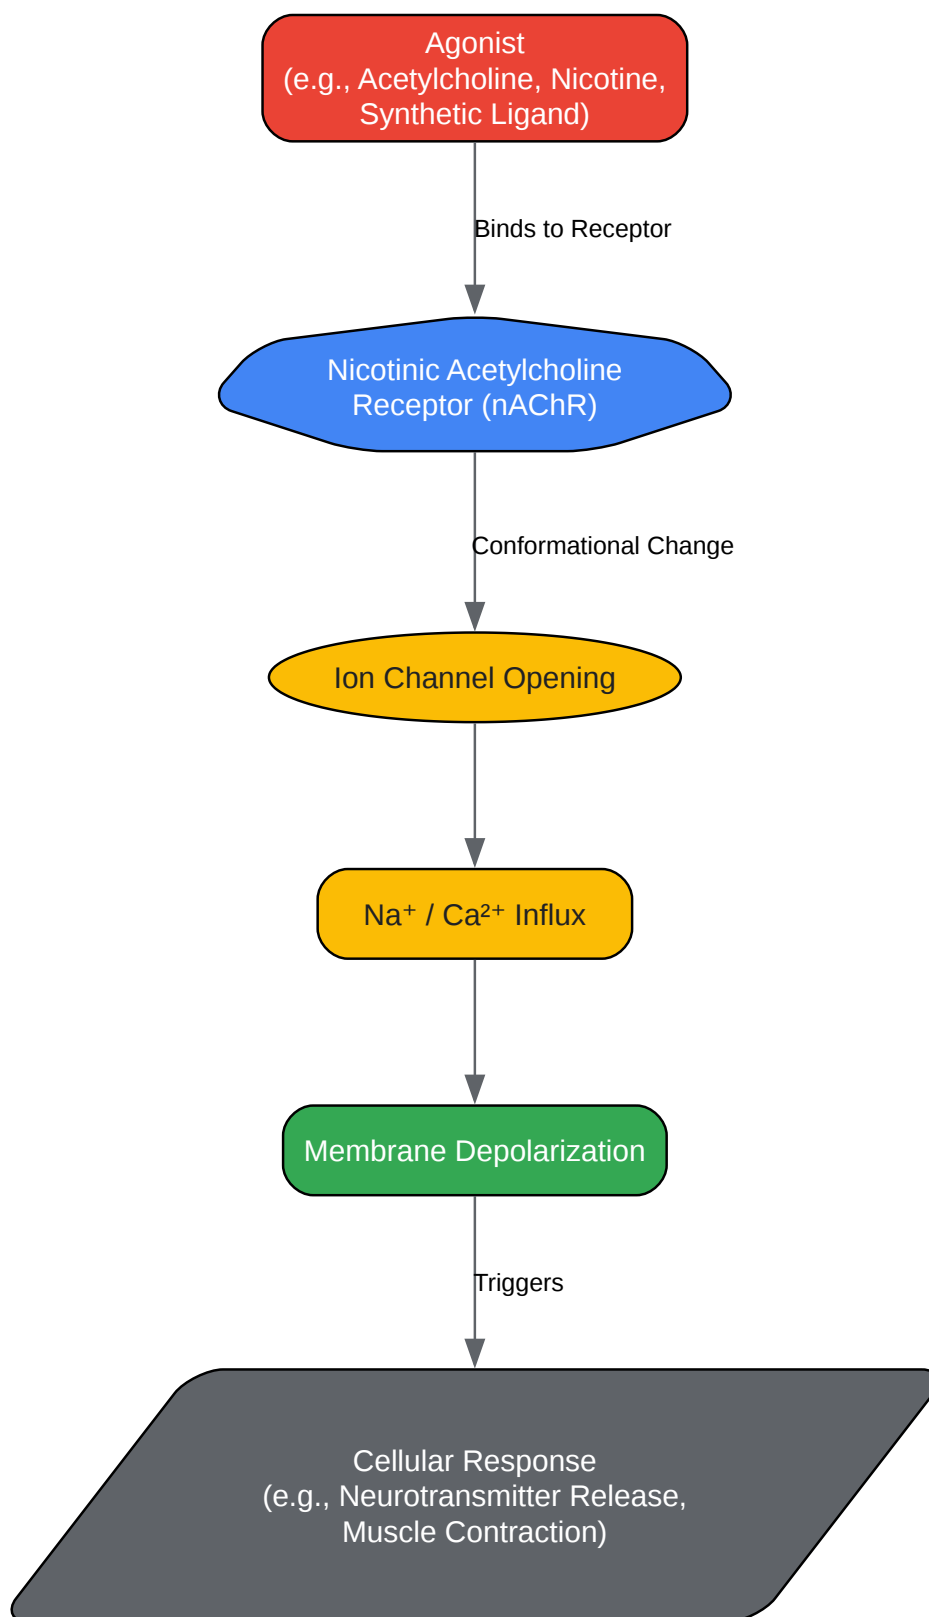 Agonist
(e.g., Acetylcholine, Nicotine,
Synthetic Ligand)
Binds to Receptor
Nicotinic Acetylcholine
Receptor (nAChR)
Conformational Change
Ion Channel Opening
Na⁺ / Ca²⁺ Influx
Membrane Depolarization
Triggers
Cellular Response
(e.g., Neurotransmitter Release,
Muscle Contraction)